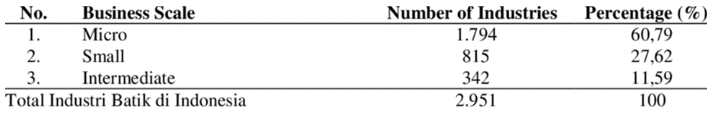 No. Business Scale Number of Industries Percentage (%)
1. Micro 1.794 60,79
2. Small 815 27,62
3. Intermediate 342 11,59
Total Industri Batik di Indonesia 2.951 100